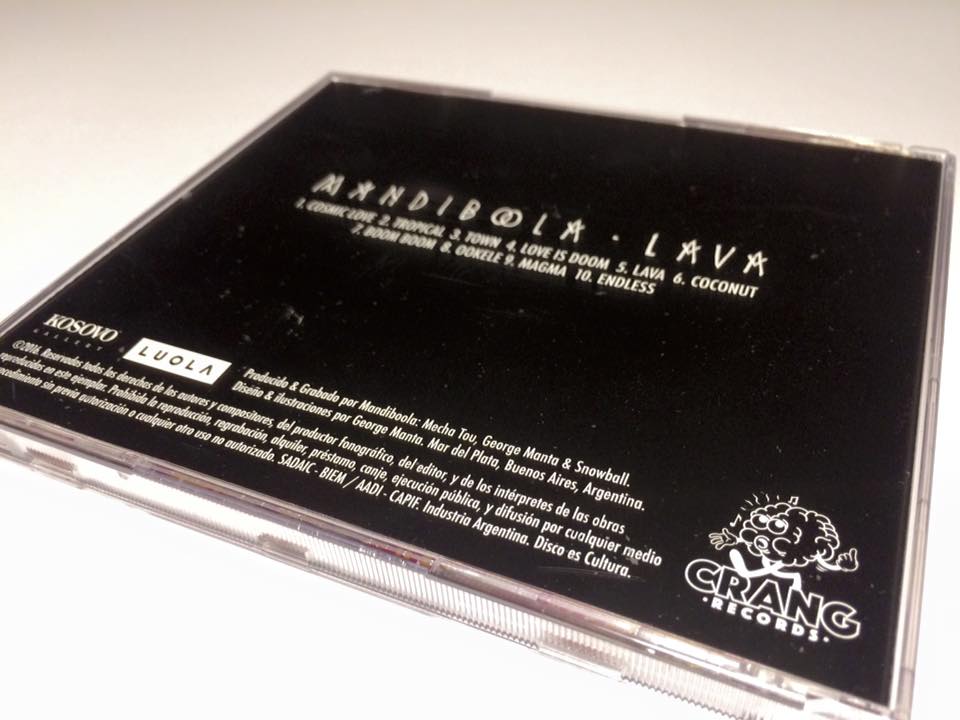 MANDIBOOLA · LAVA
1. COSMIC LOVE 2. TROPICAL 3. TOWN 4. LOVE IS DOOM 5. LAVA 6. COCONUT
7. BOOM BOOM 8. OOKELE 9. MAGMA 10. ENDLESS
KOSOVO
GALLERY
LUOLA
Producido & Grabado por Mandiboola: Mecha Tou, George Manta & Snowball.
Diseño & ilustraciones por George Manta. Mar del Plata, Buenos Aires, Argentina.
©2016. Reservados todos los derechos de los autores y compositores, del productor fonográfico, del editor, y de los intérpretes de las obras
reproducidos en este ejemplar. Prohibida la reproducción, regrabación, alquiler, préstamo, canje, ejecución pública, y difusión por cualquier medio
procedimiento sin previa autorización o cualquier otro uso no autorizado. SADAIC - BIEM / AADI - CAPIF. Industria Argentina. Disco es Cultura.
CRANG
·RECORDS·